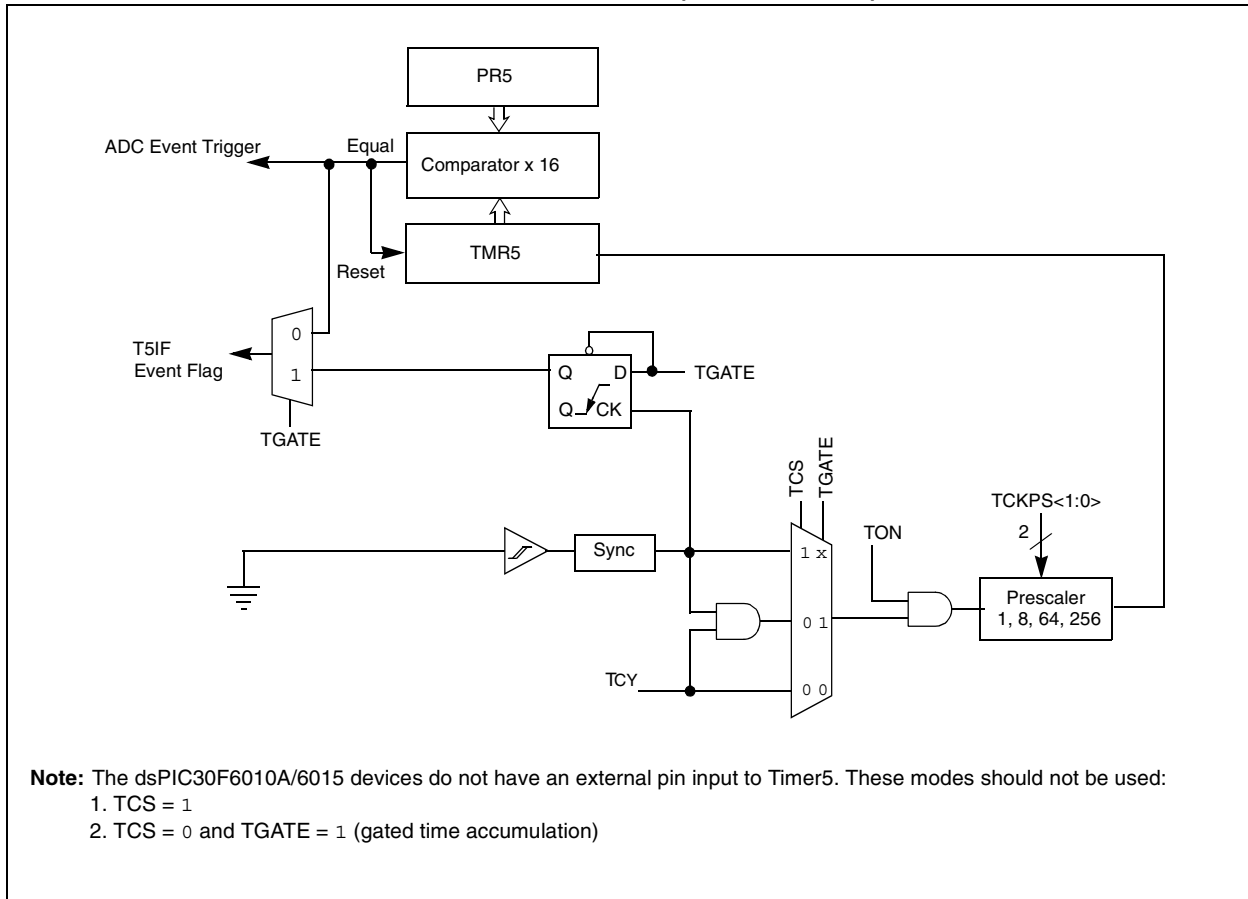 PR5
ADC Event Trigger
Equal
Comparator x 16
TMR5
Reset
0
T5IF
Event Flag
1
TGATE
Q
D
TGATE
Q
CK
TCS
TGATE
TCKPS<1:0>
2
TON
Sync
1 x
Prescaler
1, 8, 64, 256
0 1
TCY
0 0
Note: The dsPIC30F6010A/6015 devices do not have an external pin input to Timer5. These modes should not be used:
1. TCS = 1
2. TCS = 0 and TGATE = 1 (gated time accumulation)